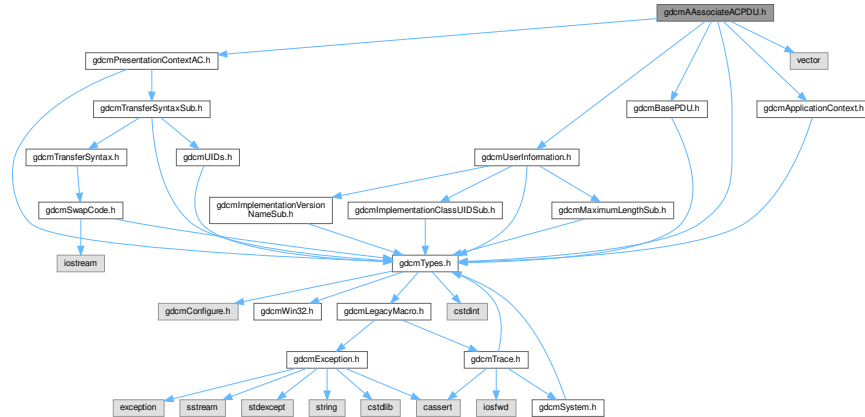 gdcmAAssociateACPDU.h
gdcmPresentationContextAC.h
vector
gdcmTransferSyntaxSub.h
gdcmBasePDU.h
gdcmApplicationContext.h
gdcmTransferSyntax.h
gdcmUIDs.h
gdcmUserInformation.h
gdcmSwapCode.h
gdcmImplementationVersion
NameSub.h
gdcmImplementationClassUIDSub.h
gdcmMaximumLengthSub.h
iostream
gdcmTypes.h
gdcmConfigure.h
gdcmWin32.h
gdcmLegacyMacro.h
cstdint
gdcmException.h
gdcmTrace.h
exception
sstream
stdexcept
string
cstdlib
cassert
iosfwd
gdcmSystem.h